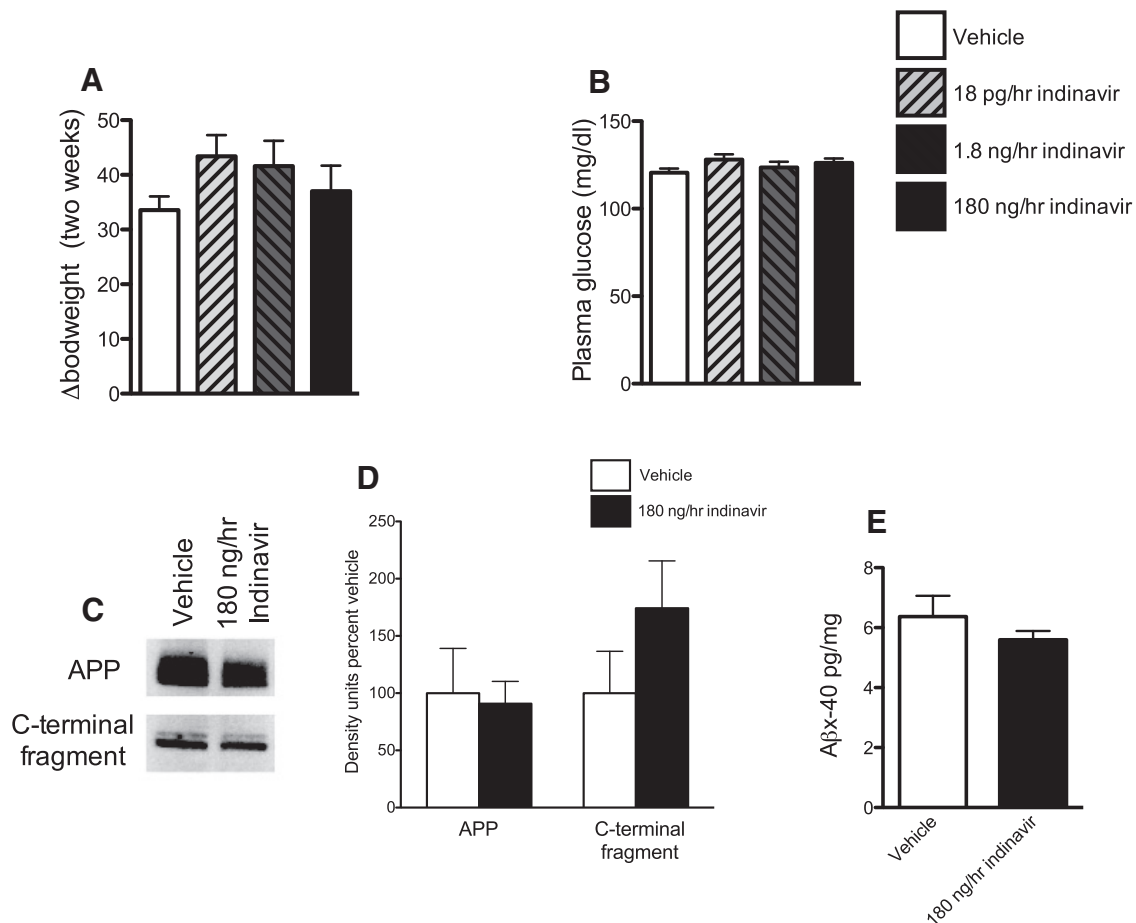 Vehicle
18 pg/hr indinavir
1.8 ng/hr indinavir
180 ng/hr indinavir
A
Δbodweight (two weeks)
50
40
30
20
10
0
B
Plasma glucose (mg/dl)
150
100
50
0
C
Vehicle
180 ng/hr
Indinavir
APP
C-terminal
fragment
D
Vehicle
180 ng/hr indinavir
Density units percent vehicle
250
200
150
100
50
0
APP
C-terminal
fragment
E
Aβx-40 pg/mg
8
6
4
2
0
Vehicle
180 ng/hr indinavir